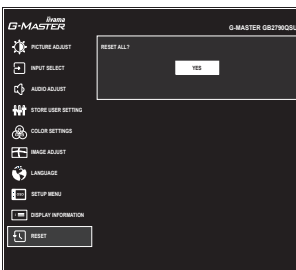 iiyama
G-MASTER
G-MASTER GB2790QSU
PICTURE ADJUST
RESET ALL?
YES
INPUT SELECT
AUDIO ADJUST
STORE USER SETTING
COLOR SETTINGS
IMAGE ADJUST
LANGUAGE
OSD
SETUP MENU
DISPLAY INFORMATION
RESET